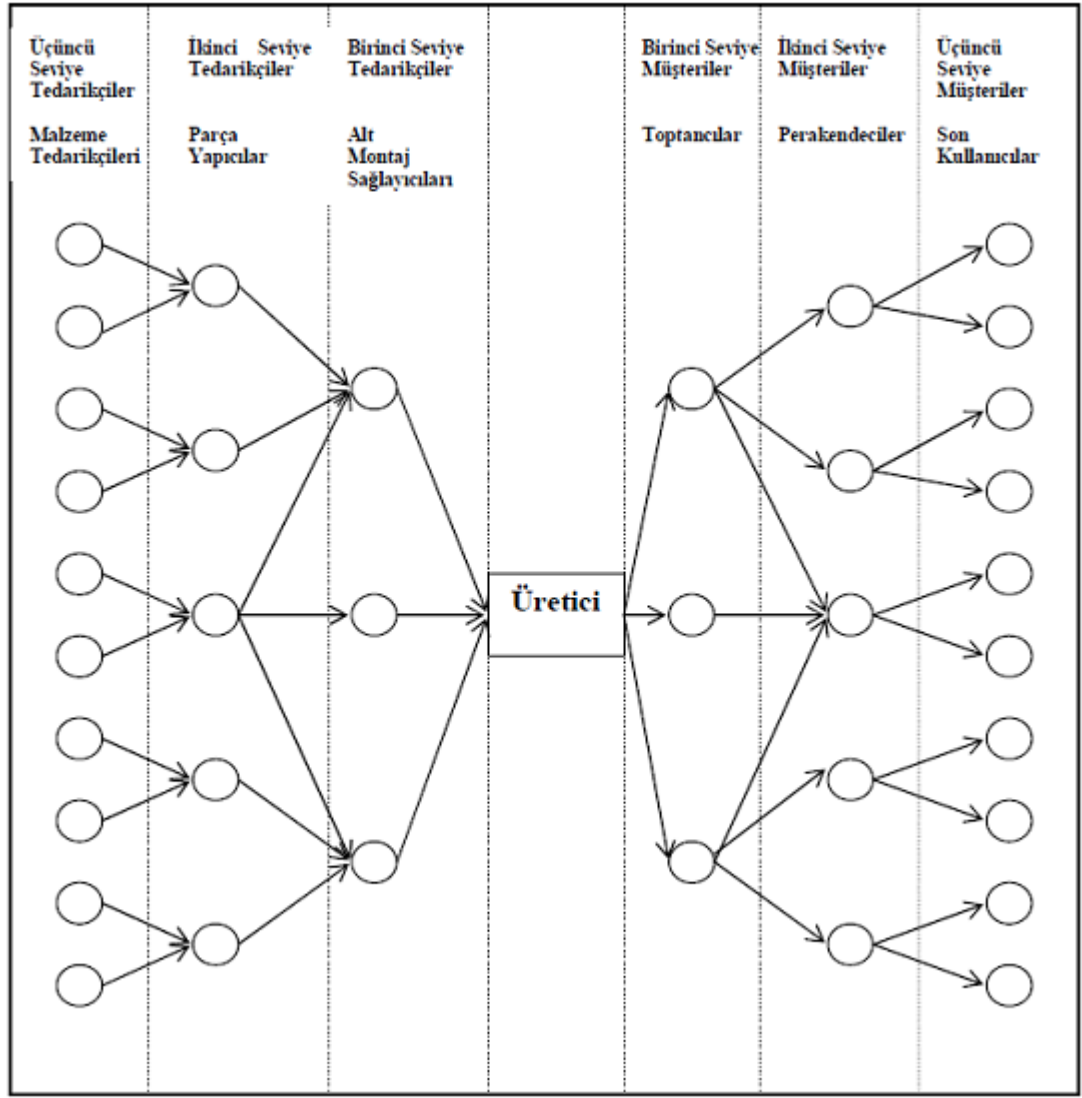 Üçüncü
Seviye
Tedarikçiler
Malzeme
Tedarikçileri
İkinci Seviye
Tedarikçiler
Parça
Yapıcılar
Birinci Seviye
Tedarikçiler
Alt
Montaj
Sağlayıcıları
Üretici
Birinci Seviye
Müşteriler
Toptancılar
İkinci Seviye
Müşteriler
Perakendeciler
Üçüncü
Seviye
Müşteriler
Son
Kullanıcılar